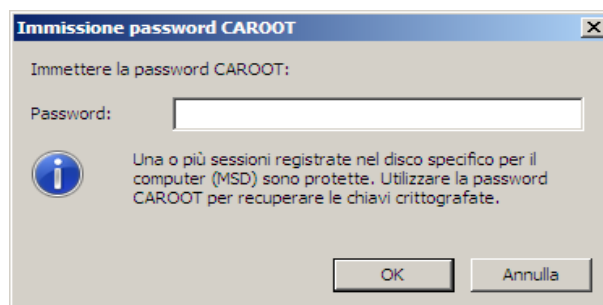 Immissione password CAROOT
Immettere la password CAROOT:
Password:
Una o più sessioni registrate nel disco specifico per il
computer (MSD) sono protette. Utilizzare la password
CAROOT per recuperare le chiavi crittografate.
OK
Annulla